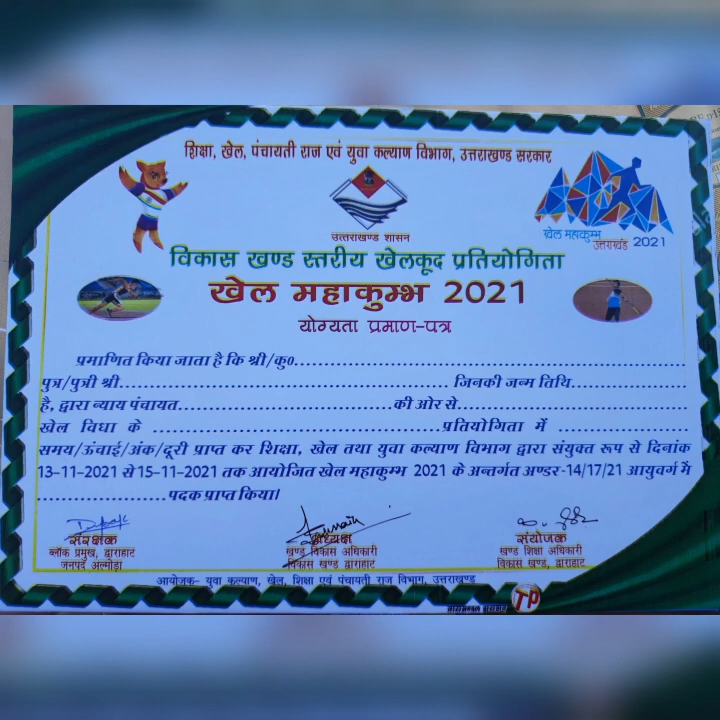 शिक्षा, खेल, पंचायती राज एवं युवा कल्याण विभाग, उत्तराखण्ड सरकार
उत्तराखण्ड शासन
खेल महाकुम्भ
उत्तराखंड 2021
विकास खण्ड स्तरीय खेलकूद प्रतियोगिता
खेल महाकुम्भ 2021
योग्यता प्रमाण-पत्र
प्रमाणित किया जाता है कि श्री/कु०
पुत्र/पुत्री श्री जिनकी जन्म तिथि
है, द्वारा न्याय पंचायत की ओर से
खेल विधा के प्रतियोगिता में
समय/ऊंचाई/अंक/दूरी प्राप्त कर शिक्षा, खेल तथा युवा कल्याण विभाग द्वारा संयुक्त रूप से दिनांक
13-11-2021 से 15-11-2021 तक आयोजित खेल महाकुम्भ 2021 के अन्तर्गत अण्डर-14/17/21 आयुवर्ग में
पदक प्राप्त किया।
संरक्षक
ब्लॉक प्रमुख, द्वाराहाट
जनपद अल्मोड़ा
अध्यक्ष
खण्ड विकास अधिकारी
विकास खण्ड द्वाराहाट
संयोजक
खण्ड शिक्षा अधिकारी
विकास खण्ड, द्वाराहाट
आयोजक- युवा कल्याण, खेल, शिक्षा एवं पंचायती राज विभाग, उत्तराखण्ड
TP